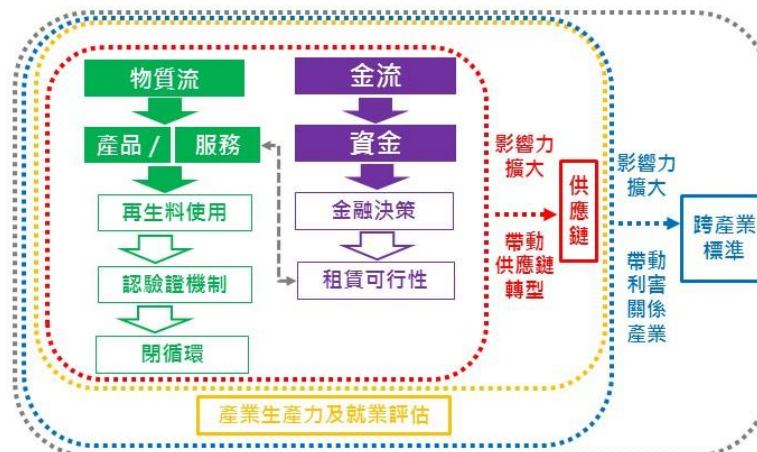 物質流
產品 /
服務
再生料使用
認驗證機制
閉循環
金流
資金
金融決策
租賃可行性
影響力
擴大
帶動
供應鏈
轉型
供
應
鏈
影響力
擴大
帶動
利害
關係
產業
跨產業
標準
產業生產力及就業評估